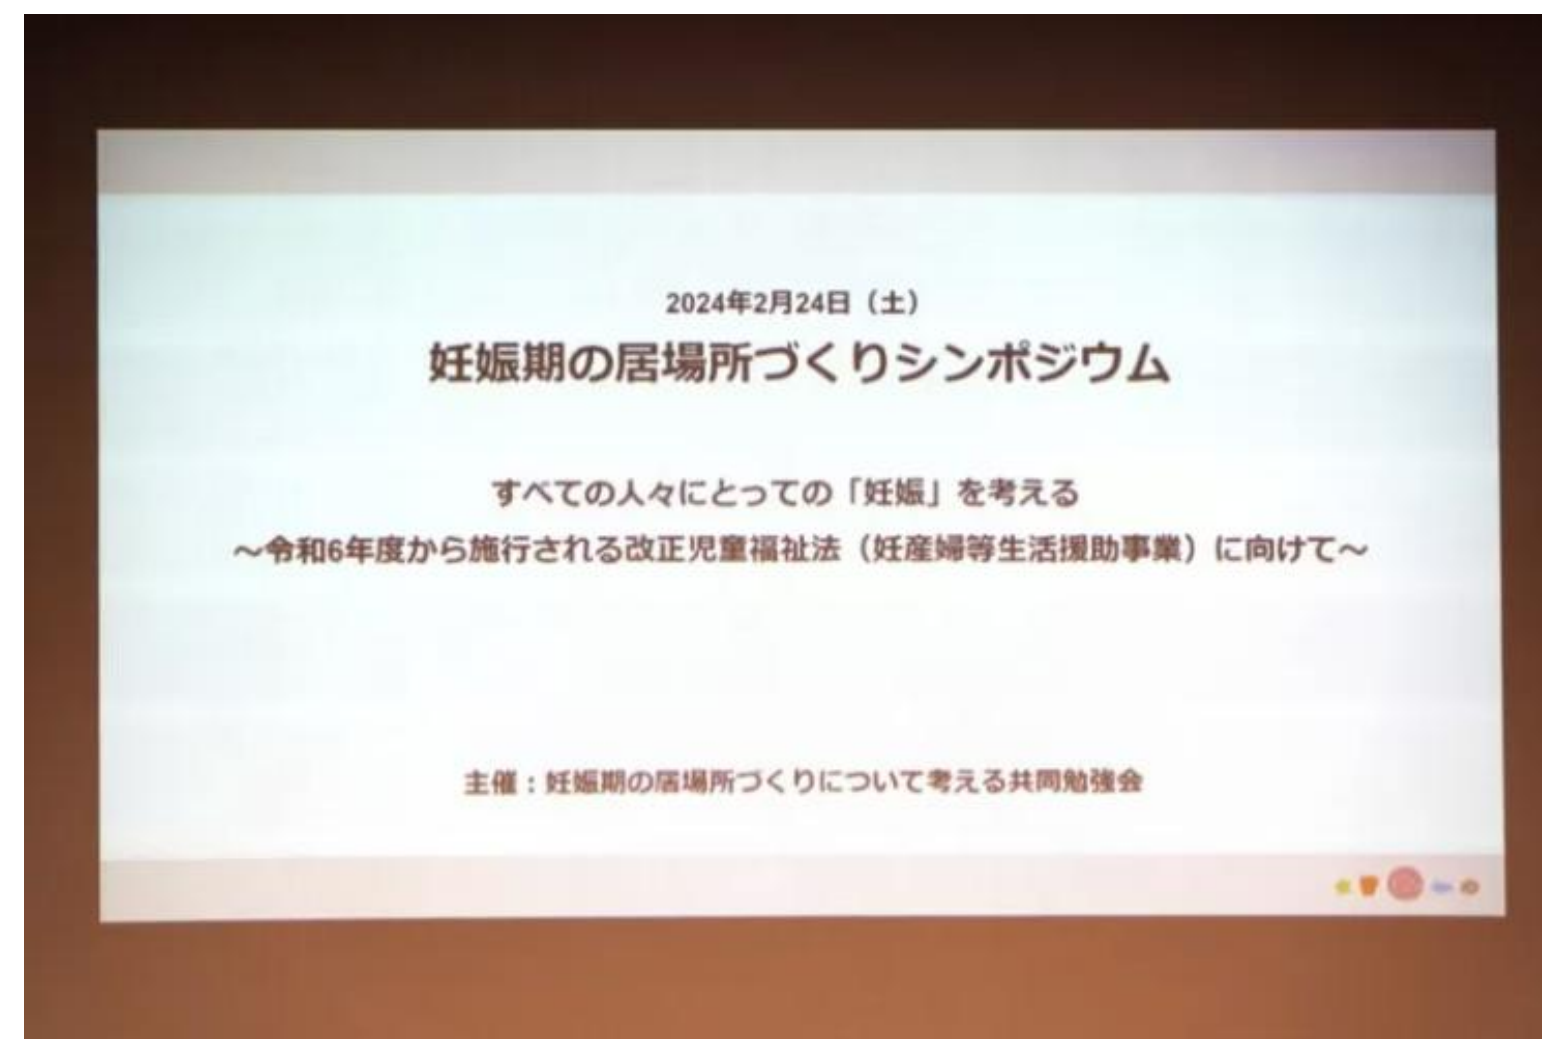 2024年2月24日（土）
妊娠期の居場所づくりシンポジウム
すべての人々にとっての「妊娠」を考える
～令和6年度から施行される改正児童福祉法（妊産婦等生活援助事業）に向けて～
主催：妊娠期の居場所づくりについて考える共同勉強会